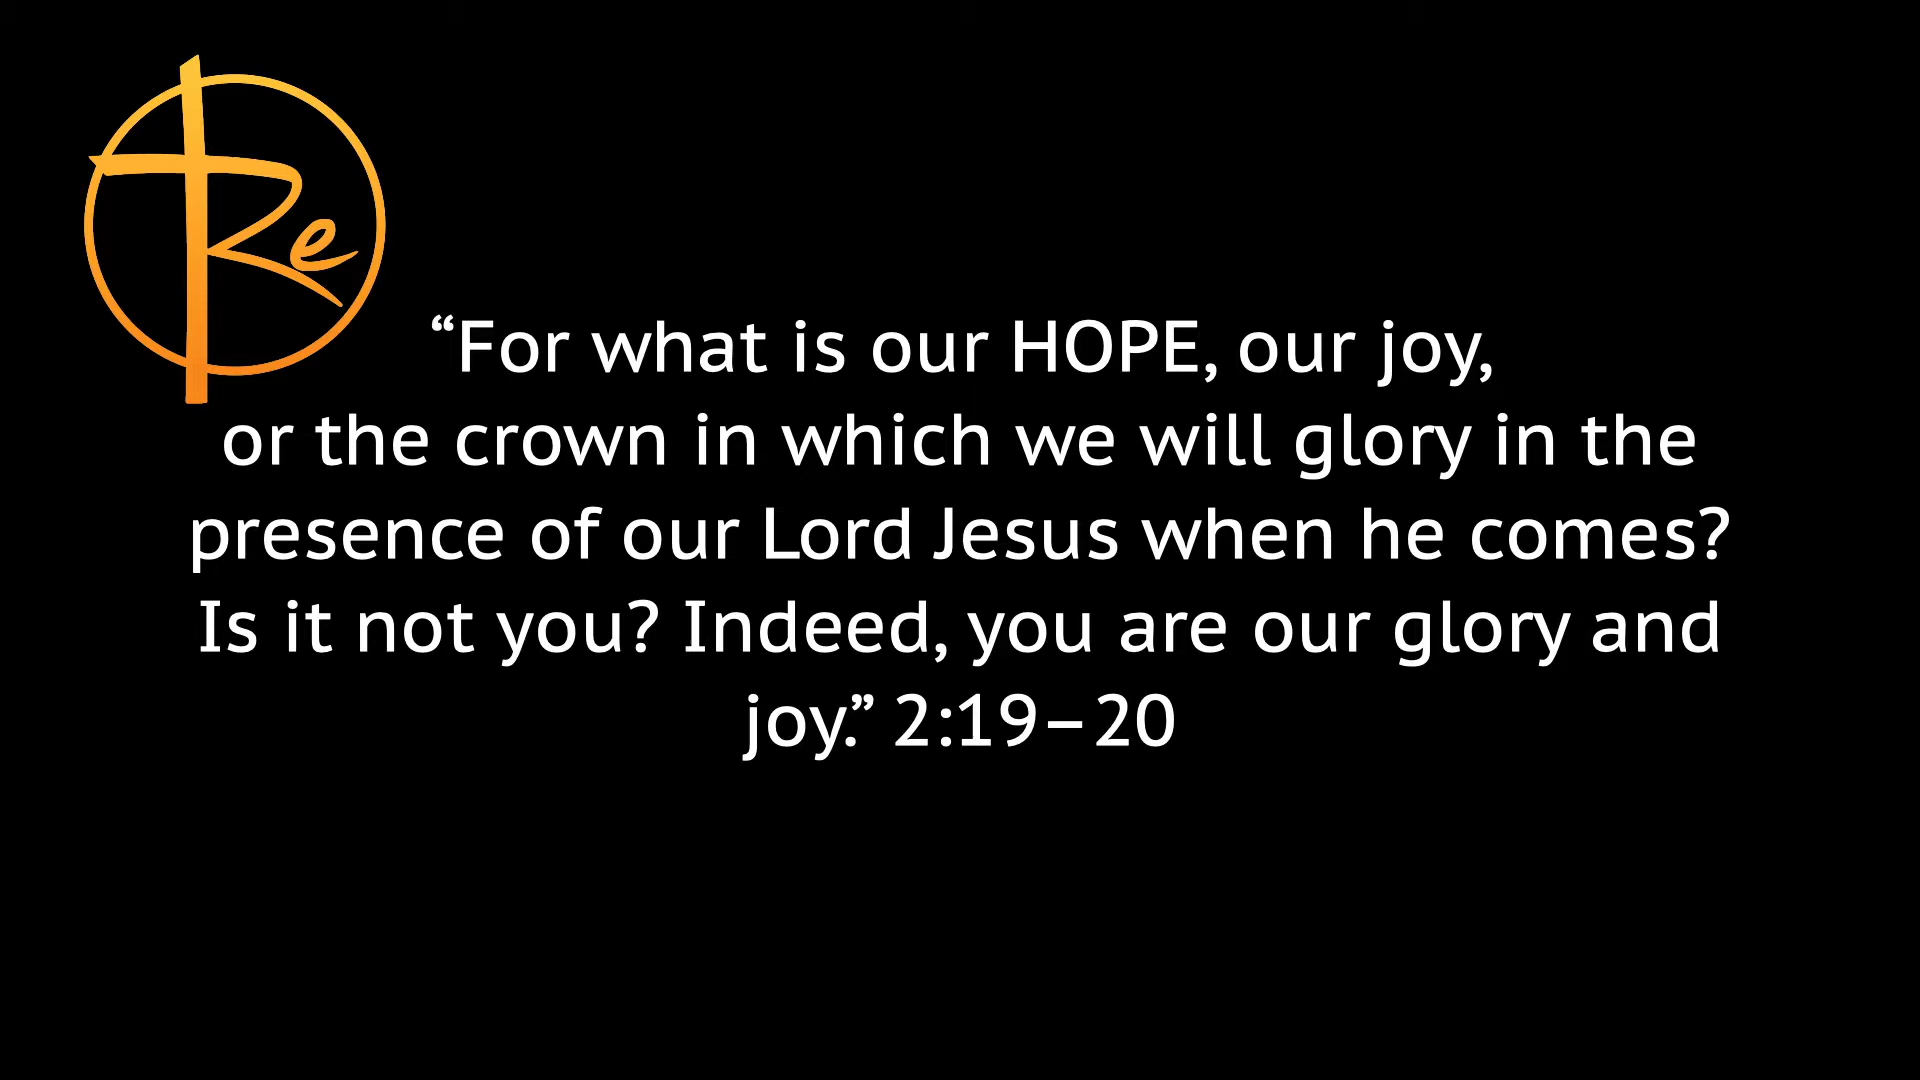 Re
“For what is our HOPE, our joy,
or the crown in which we will glory in the
presence of our Lord Jesus when he comes?
Is it not you? Indeed, you are our glory and
joy.” 2:19–20